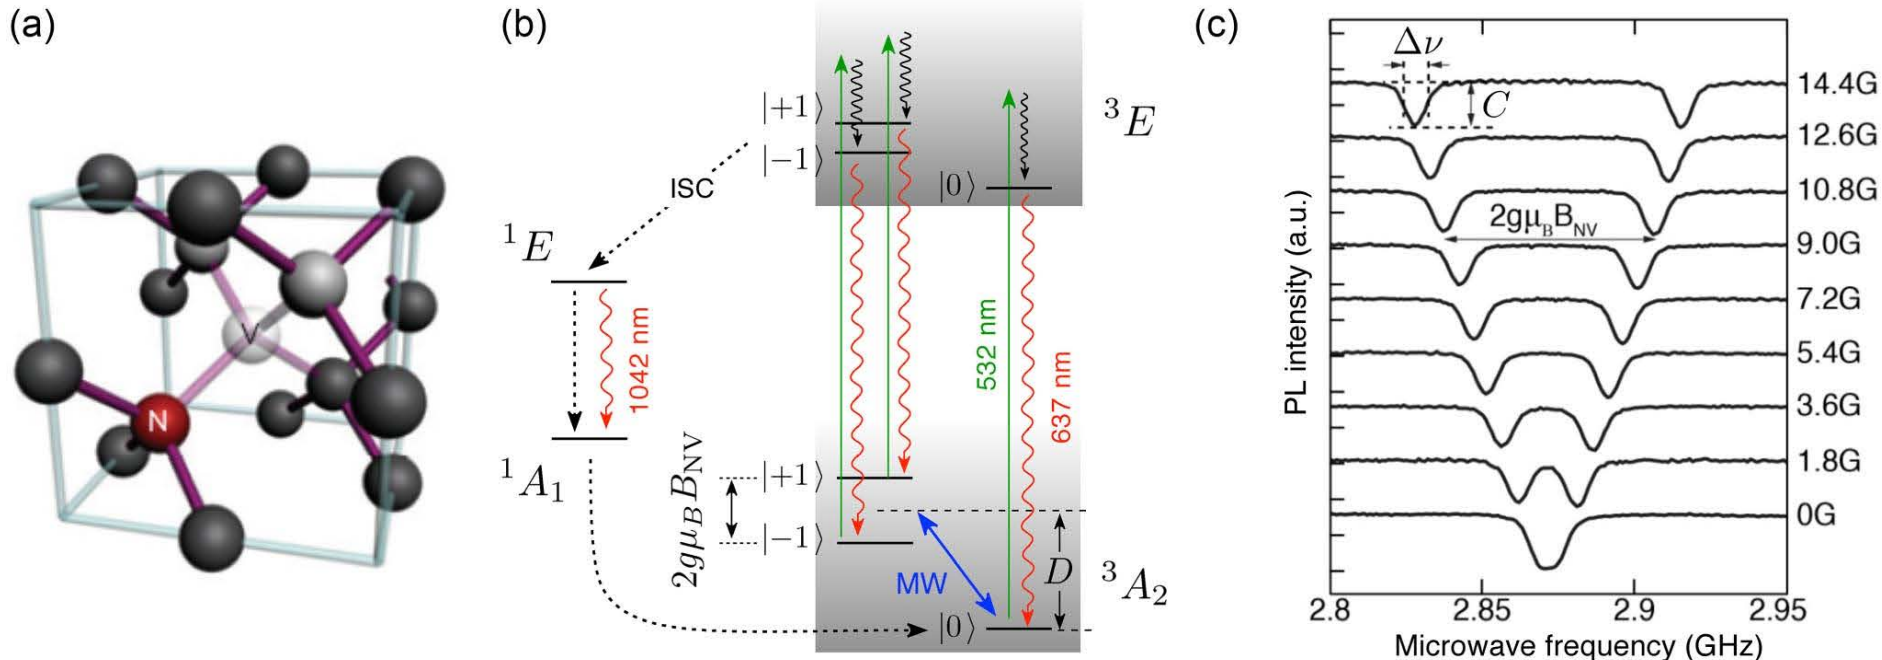 (a)
V
N
(b)
|+1⟩
|−1⟩
|0⟩
³E
ISC
¹E
1042 nm
¹A₁
532 nm
637 nm
2gμ_B B_NV
|+1⟩
|−1⟩
MW
D
³A₂
|0⟩
(c)
Δν
C
14.4G
12.6G
10.8G
2gμ_B B_NV
9.0G
7.2G
5.4G
3.6G
1.8G
0G
PL intensity (a.u.)
2.8 2.85 2.9 2.95
Microwave frequency (GHz)